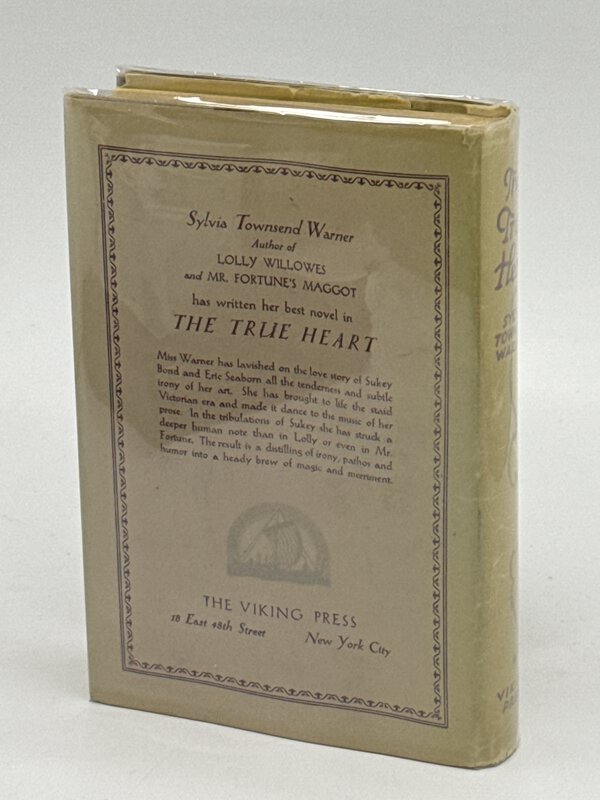 Sylvia Townsend Warner
Author of
LOLLY WILLOWES
and MR. FORTUNE'S MAGGOT
has written her best novel in
THE TRUE HEART
Miss Warner has lavished on the love story of Sukey
Bond and Eric Seaborn all the tenderness and subtle
irony of her art. She has brought to life the staid
Victorian era and made it dance to the music of her
prose. In the tribulations of Sukey she has struck a
deeper human note than in Lolly or even in Mr.
Fortune. The result is a distilling of irony, pathos and
humor into a heady brew of magic and merriment.
THE VIKING PRESS
18 East 48th Street New York City